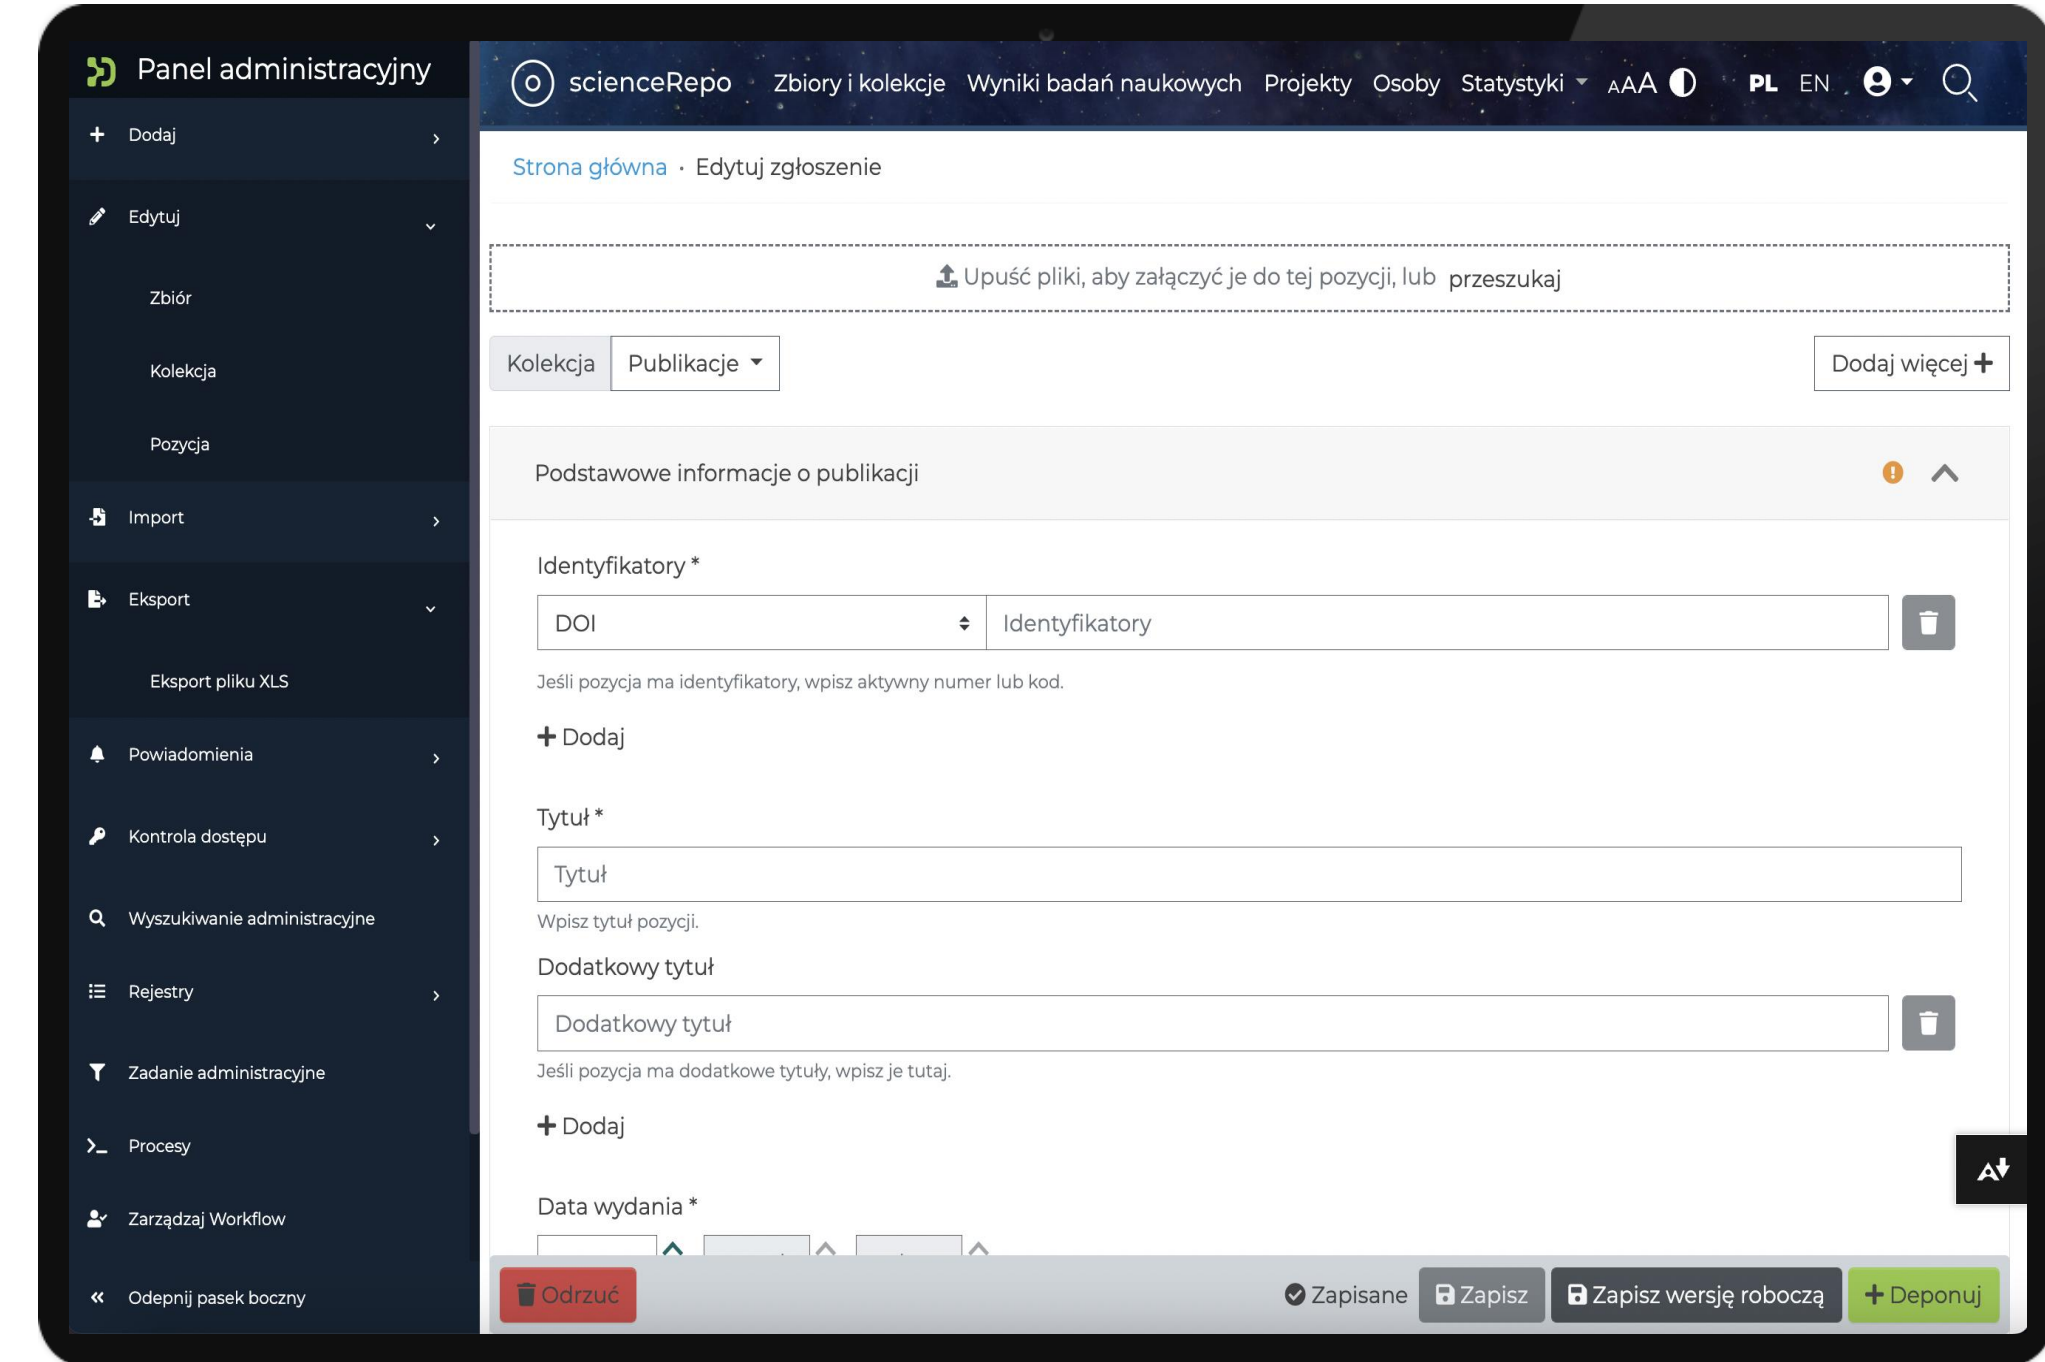 Panel administracyjny
Dodaj
Edytuj
Zbiór
Kolekcja
Pozycja
Import
Eksport
Eksport pliku XLS
Powiadomienia
Kontrola dostępu
Wyszukiwanie administracyjne
Rejestry
Zadanie administracyjne
Procesy
Zarządzaj Workflow
Odepnij pasek boczny
scienceRepo Zbiory i kolekcje Wyniki badań naukowych Projekty Osoby Statystyki AAA PL EN
Strona główna • Edytuj zgłoszenie
Upuść pliki, aby załączyć je do tej pozycji, lub przeszukaj
Kolekcja Publikacje Dodaj więcej +
Podstawowe informacje o publikacji
Identyfikatory *
DOI Identyfikatory
Jeśli pozycja ma identyfikatory, wpisz aktywny numer lub kod.
+ Dodaj
Tytuł *
Tytuł
Wpisz tytuł pozycji.
Dodatkowy tytuł
Dodatkowy tytuł
Jeśli pozycja ma dodatkowe tytuły, wpisz je tutaj.
+ Dodaj
Data wydania *
Odrzuć Zapisane Zapisz Zapisz wersję roboczą + Deponuj